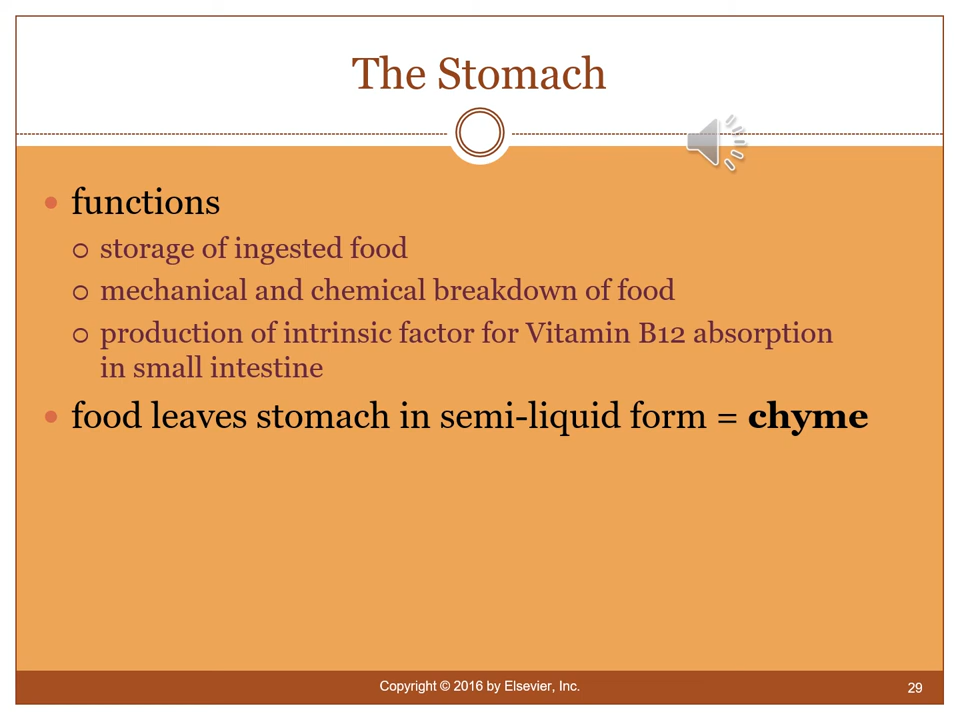 The Stomach
functions
storage of ingested food
mechanical and chemical breakdown of food
production of intrinsic factor for Vitamin B12 absorption
in small intestine
food leaves stomach in semi-liquid form = chyme
Copyright © 2016 by Elsevier, Inc.
29